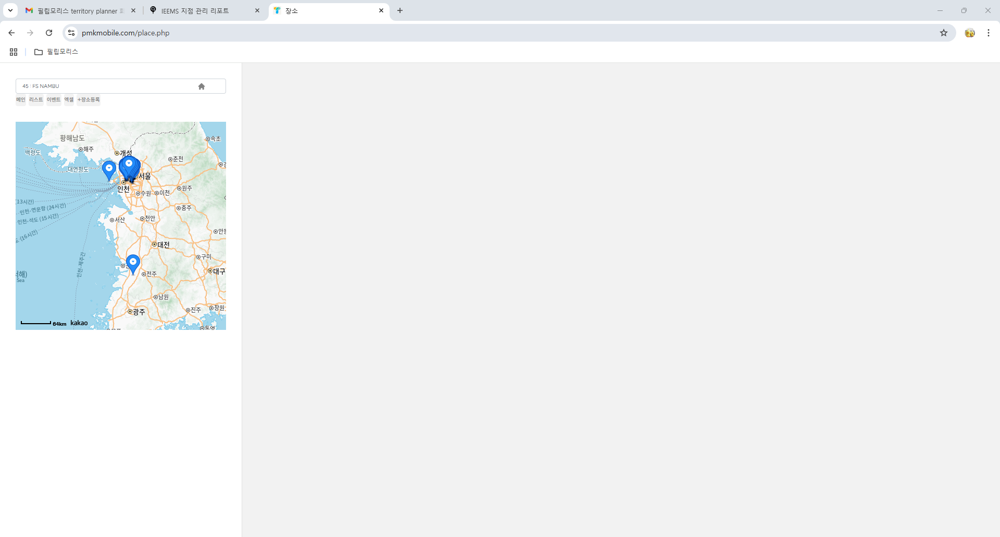 필립모리스 territory planner
IEEMS 지점 관리 리포트
장소
pmkmobile.com/place.php
필립모리스
45 : FS NAMBU
메인 리스트 이벤트 엑셀 +장소등록
황해남도
속초
백령도
해주
개성
춘천
대연평도
서울
인천
원주
수원
이천
(13시간)
인천-연운항 (24시간)
충주
인천-석도 (15시간)
서산
천안
(16시간)
대전
인천-제주간
구미
대구
전주
Sea
남원
진주
창원
광주
64km kakao
통영